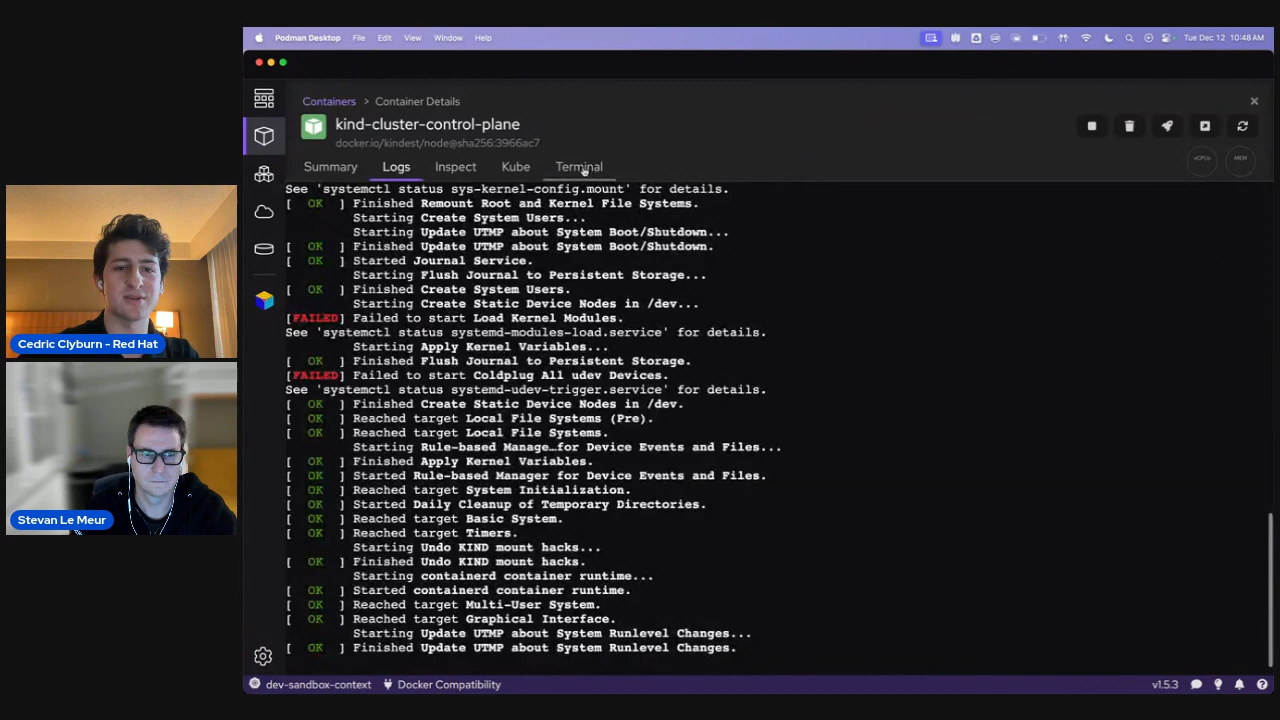 Podman Desktop File Edit View Window Help Tue Dec 12 10:48 AM
Containers > Container Details
kind-cluster-control-plane
docker.io/kindest/node@sha256:3966ac7
vCPUs MEM
Summary Logs Inspect Kube Terminal
See 'systemctl status sys-kernel-config.mount' for details.
[ OK ] Finished Remount Root and Kernel File Systems.
Starting Create System Users...
Starting Update UTMP about System Boot/Shutdown...
[ OK ] Finished Update UTMP about System Boot/Shutdown.
[ OK ] Started Journal Service.
Starting Flush Journal to Persistent Storage...
[ OK ] Finished Create System Users.
Starting Create Static Device Nodes in /dev...
[FAILED] Failed to start Load Kernel Modules.
See 'systemctl status systemd-modules-load.service' for details.
Starting Apply Kernel Variables...
[ OK ] Finished Flush Journal to Persistent Storage.
[FAILED] Failed to start Coldplug All udev Devices.
See 'systemctl status systemd-udev-trigger.service' for details.
[ OK ] Finished Create Static Device Nodes in /dev.
[ OK ] Reached target Local File Systems (Pre).
[ OK ] Reached target Local File Systems.
Starting Rule-based Manage…for Device Events and Files...
[ OK ] Finished Apply Kernel Variables.
[ OK ] Started Rule-based Manager for Device Events and Files.
[ OK ] Reached target System Initialization.
[ OK ] Started Daily Cleanup of Temporary Directories.
[ OK ] Reached target Basic System.
[ OK ] Reached target Timers.
Starting Undo KIND mount hacks...
[ OK ] Finished Undo KIND mount hacks.
Starting containerd container runtime...
[ OK ] Started containerd container runtime.
[ OK ] Reached target Multi-User System.
[ OK ] Reached target Graphical Interface.
Starting Update UTMP about System Runlevel Changes...
[ OK ] Finished Update UTMP about System Runlevel Changes.
dev-sandbox-context Docker Compatibility v1.5.3
Cedric Clyburn - Red Hat
Stevan Le Meur